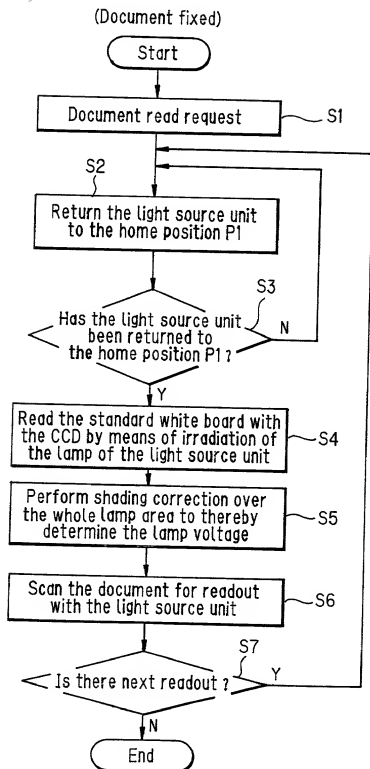 (Document fixed)
Start
Document read request
S1
S2
Return the light source unit
to the home position P1
S3
Has the light source unit
been returned to
the home position P1?
N
Y
Read the standard white board with
the CCD by means of irradiation of
the lamp of the light source unit
S4
Perform shading correction over
the whole lamp area to thereby
determine the lamp voltage
S5
Scan the document for readout
with the light source unit
S6
S7
Is there next readout?
Y
N
End